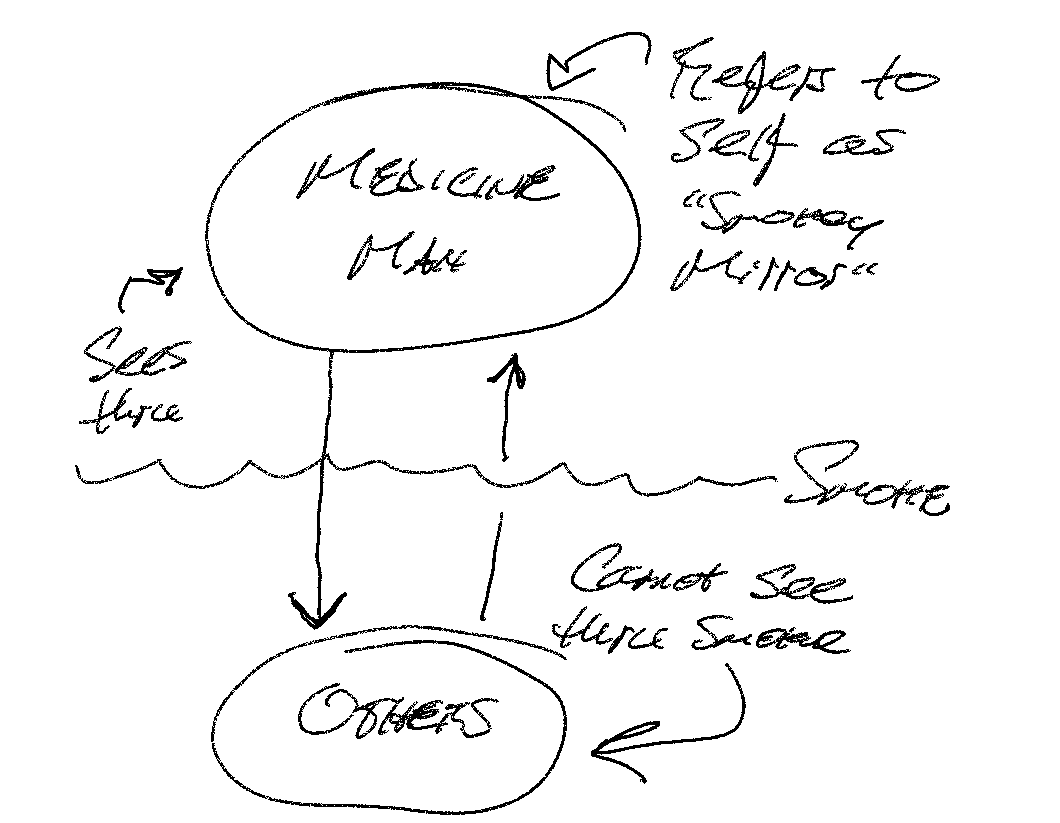 Refers to
Self as
"Smokey
Mirror"
MEDICINE
MAN
Sees
thru
SMOKE
Cannot see
thru smoke
OTHERS